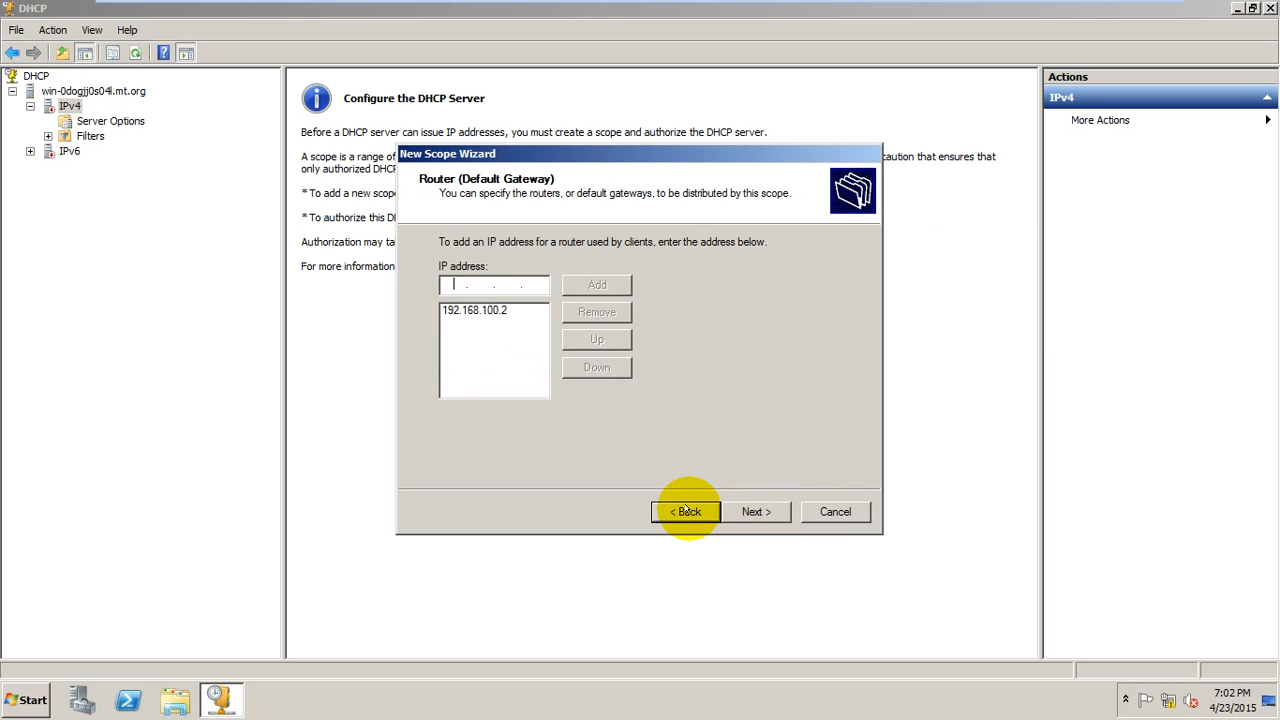 DHCP
File Action View Help
DHCP
win-0dogjj0s04l.mt.org
IPv4
Server Options
Filters
IPv6
Configure the DHCP Server
Before a DHCP server can issue IP addresses, you must create a scope and authorize the DHCP server.
A scope is a range of
caution that ensures that
only authorized DHC
* To add a new scop
* To authorize this D
Authorization may ta
For more information
New Scope Wizard
Router (Default Gateway)
You can specify the routers, or default gateways, to be distributed by this scope.
To add an IP address for a router used by clients, enter the address below.
IP address:
. . .
Add
192.168.100.2
Remove
Up
Down
< Back
Next >
Cancel
Actions
IPv4
More Actions
Start
7:02 PM
4/23/2015